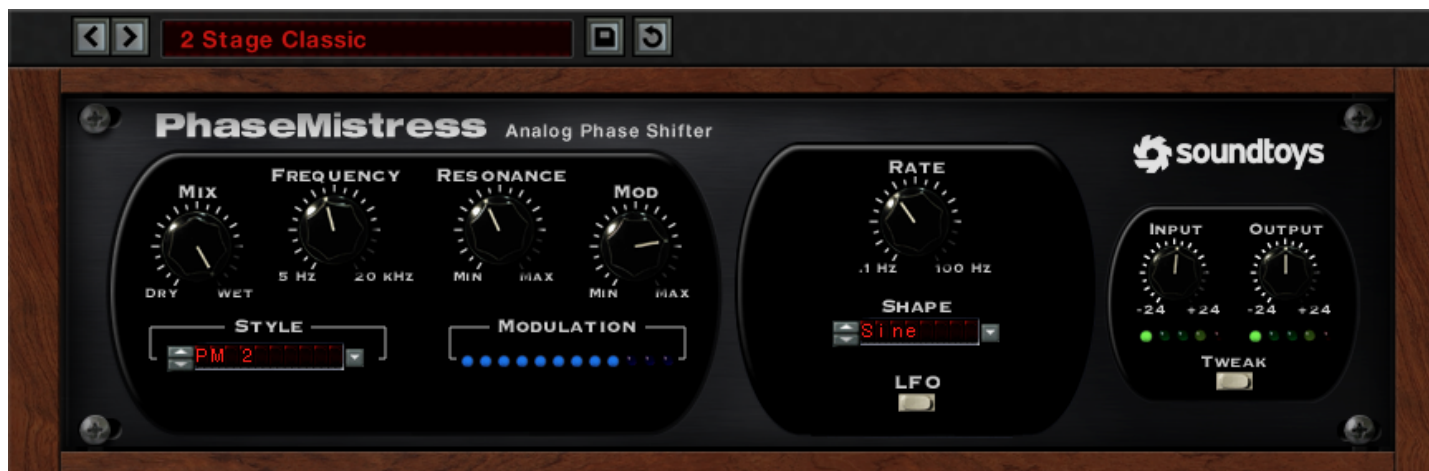 2 Stage Classic
PhaseMistress Analog Phase Shifter
soundtoys
Mix
Frequency
Resonance
Mod
Dry
Wet
5 Hz
20 kHz
Min
Max
Min
Max
Style
PM 2
Modulation
Rate
.1 Hz
100 Hz
Shape
Sine
LFO
Input
Output
-24
+24
-24
+24
Tweak